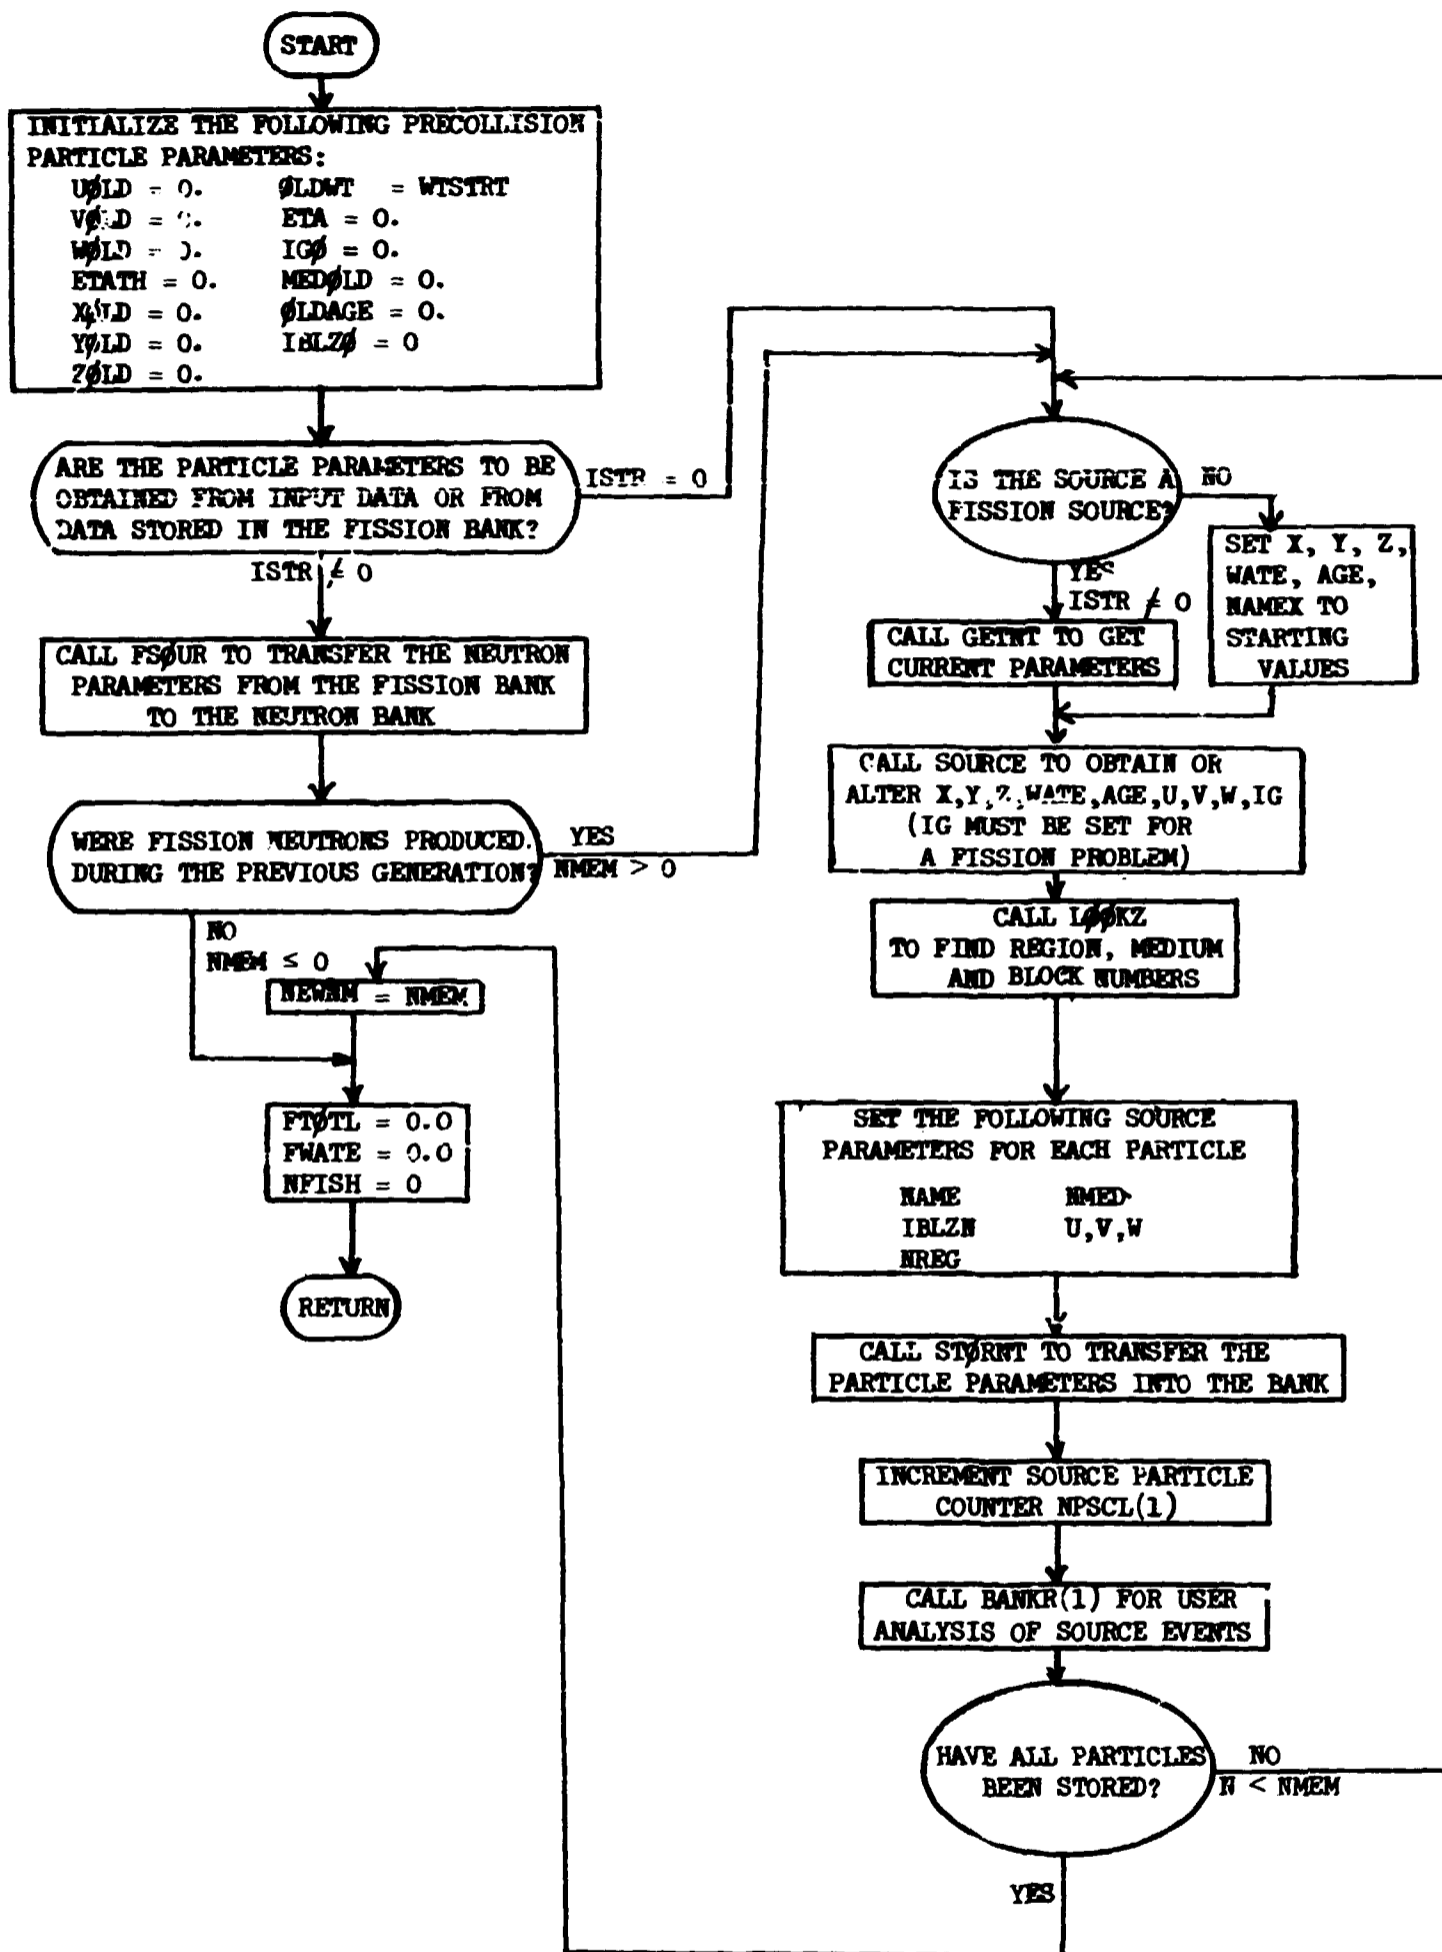 START
INITIALIZE THE FOLLOWING PRECOLLISION
PARTICLE PARAMETERS:
UØLD = 0. ØLDWT = WTSTRT
VØLD = 0. ETA = 0.
WØLD = 0. IGØ = 0.
ETATH = 0. MEDØLD = 0.
XØLD = 0. ØLDAGE = 0.
YØLD = 0. IBLZØ = 0
ZØLD = 0.
ARE THE PARTICLE PARAMETERS TO BE
OBTAINED FROM INPUT DATA OR FROM
DATA STORED IN THE FISSION BANK?
ISTR = 0
ISTR ≠ 0
CALL FSØUR TO TRANSFER THE NEUTRON
PARAMETERS FROM THE FISSION BANK
TO THE NEUTRON BANK
WERE FISSION NEUTRONS PRODUCED
DURING THE PREVIOUS GENERATION?
YES
NMEM > 0
NO
NMEM ≤ 0
NEWNM = NMEM
FTØTL = 0.0
FWATE = 0.0
NFISH = 0
RETURN
IS THE SOURCE A
FISSION SOURCE?
NO
SET X, Y, Z,
WATE, AGE,
NAMEX TO
STARTING
VALUES
YES
ISTR ≠ 0
CALL GETNT TO GET
CURRENT PARAMETERS
CALL SOURCE TO OBTAIN OR
ALTER X,Y,Z,WATE,AGE,U,V,W,IG
(IG MUST BE SET FOR
A FISSION PROBLEM)
CALL LØØKZ
TO FIND REGION, MEDIUM
AND BLOCK NUMBERS
SET THE FOLLOWING SOURCE
PARAMETERS FOR EACH PARTICLE
NAME NMED
IBLZN U,V,W
NREG
CALL STØRNT TO TRANSFER THE
PARTICLE PARAMETERS INTO THE BANK
INCREMENT SOURCE PARTICLE
COUNTER NPSCL(1)
CALL BANKR(1) FOR USER
ANALYSIS OF SOURCE EVENTS
HAVE ALL PARTICLES
BEEN STORED?
NO
N < NMEM
YES